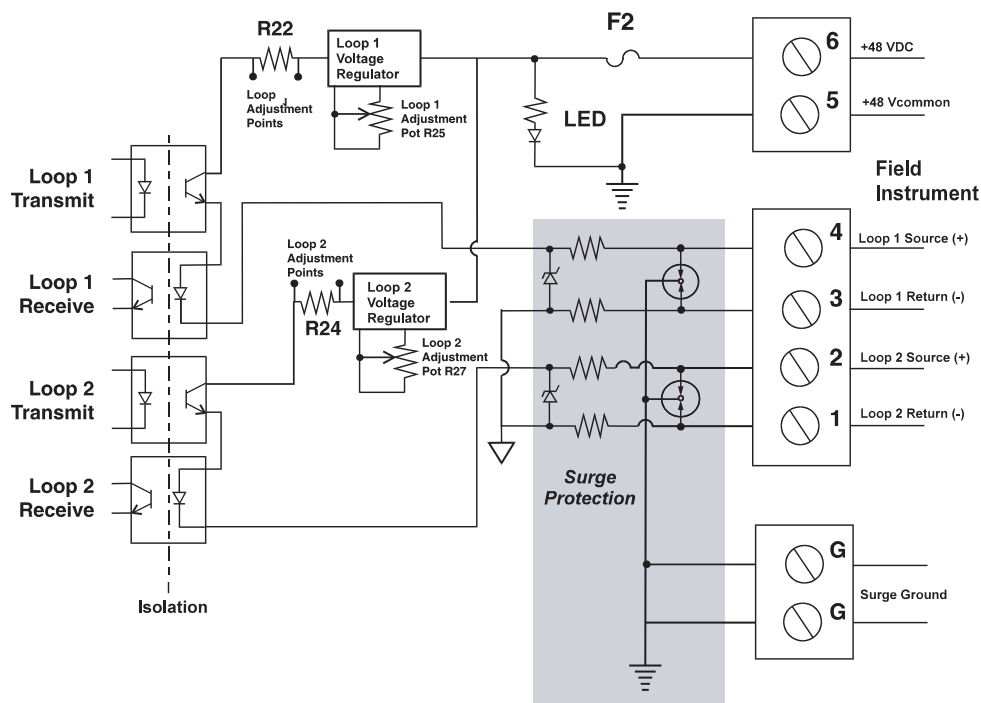 R22
Loop 1
Voltage
Regulator
F2
6
+48 VDC
Loop
Adjustment
Points
Loop 1
Adjustment
Pot R25
LED
5
+48 Vcommon
Loop 1
Transmit
Field
Instrument
4
Loop 1 Source (+)
Loop 2
Adjustment
Points
Loop 1
Receive
R24
Loop 2
Voltage
Regulator
3
Loop 1 Return (-)
Loop 2
Adjustment
Pot R27
2
Loop 2 Source (+)
Loop 2
Transmit
1
Loop 2 Return (-)
Loop 2
Receive
Surge
Protection
G
Surge Ground
G
Isolation